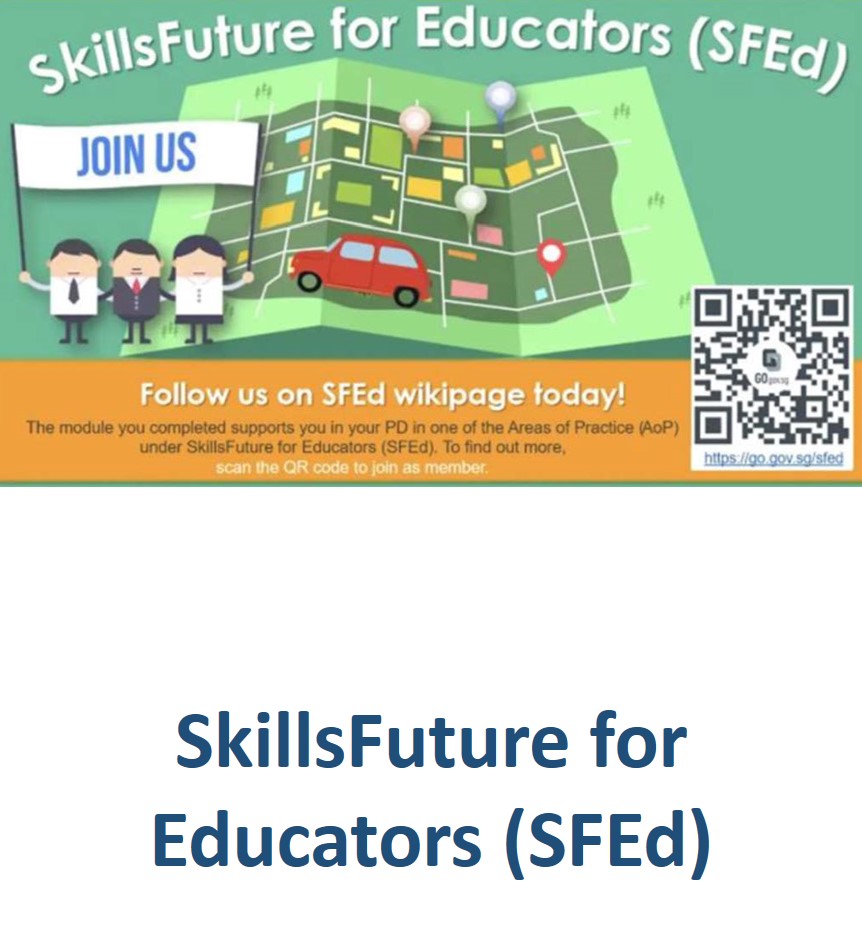 SkillsFuture for Educators (SFEd)
JOIN US
GOgov.sg
Follow us on SFEd wikipage today!
The module you completed supports you in your PD in one of the Areas of Practice (AoP)
under SkillsFuture for Educators (SFEd). To find out more,
scan the QR code to join as member.
https://go.gov.sg/sfed
SkillsFuture for
Educators (SFEd)